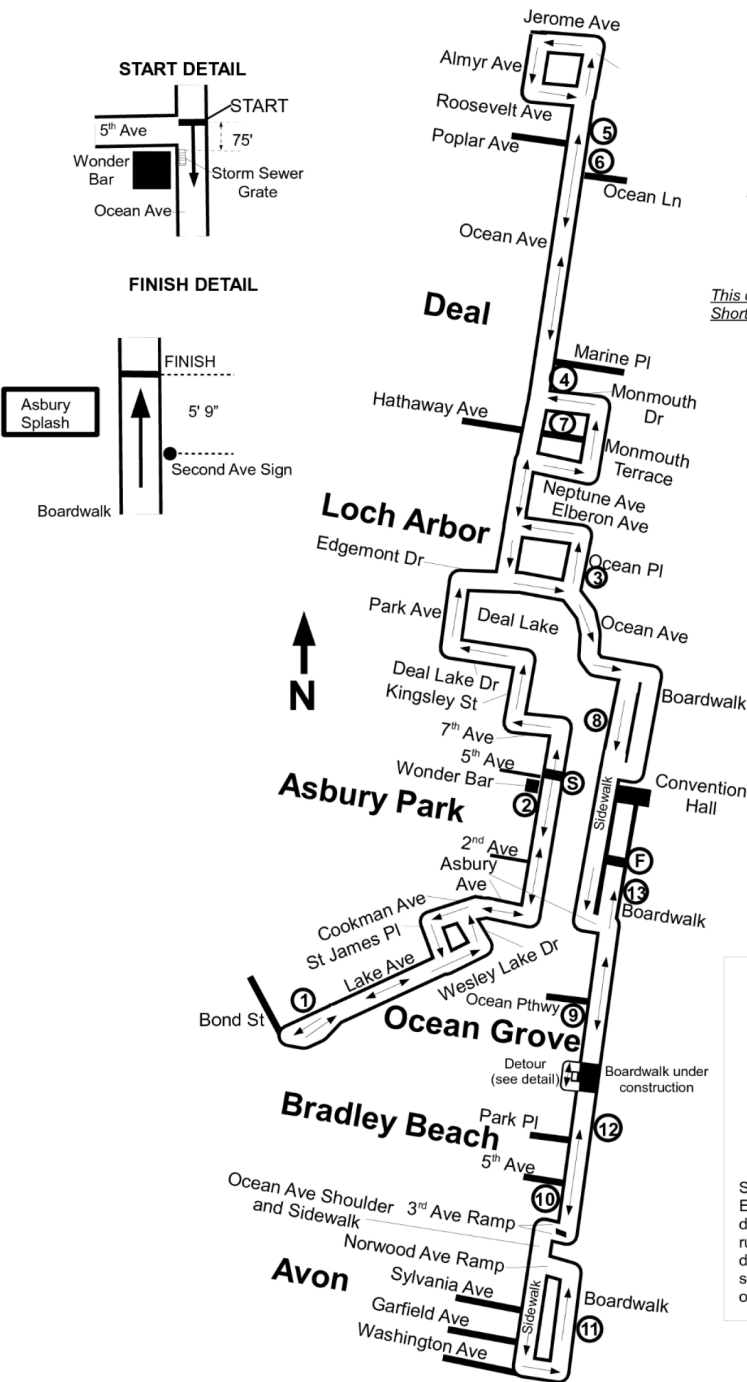 START DETAIL
START
5th Ave
75'
Wonder
Bar
Storm Sewer
Grate
Ocean Ave
FINISH DETAIL
FINISH
Asbury
Splash
5' 9"
Second Ave Sign
Boardwalk
Jerome Ave
Almyr Ave
Roosevelt Ave
5
Poplar Ave
6
Ocean Ln
Ocean Ave
This
Short
Deal
Marine Pl
4
Monmouth
Dr
Hathaway Ave
7
Monmouth
Terrace
Neptune Ave
Elberon Ave
Loch Arbor
Edgemont Dr
Ocean Pl
3
Park Ave
Deal Lake
Ocean Ave
N
Deal Lake Dr
Kingsley St
Boardwalk
8
7th Ave
5th Ave
Wonder Bar
S
2
Convention
Hall
Asbury Park
Sidewalk
2nd Ave
Asbury
Ave
F
13
Boardwalk
Cookman Ave
St James Pl
Lake Ave
Wesley Lake Dr
1
Bond St
Ocean Pthwy
9
Ocean Grove
Detour
(see detail)
Boardwalk under
construction
Bradley Beach
Park Pl
12
5th Ave
10
Ocean Ave Shoulder
and Sidewalk
3rd Ave Ramp
Norwood Ave Ramp
Avon
Sylvania Ave
Garfield Ave
Washington Ave
Sidewalk
Boardwalk
11
S
E
d
ru
d
s
o